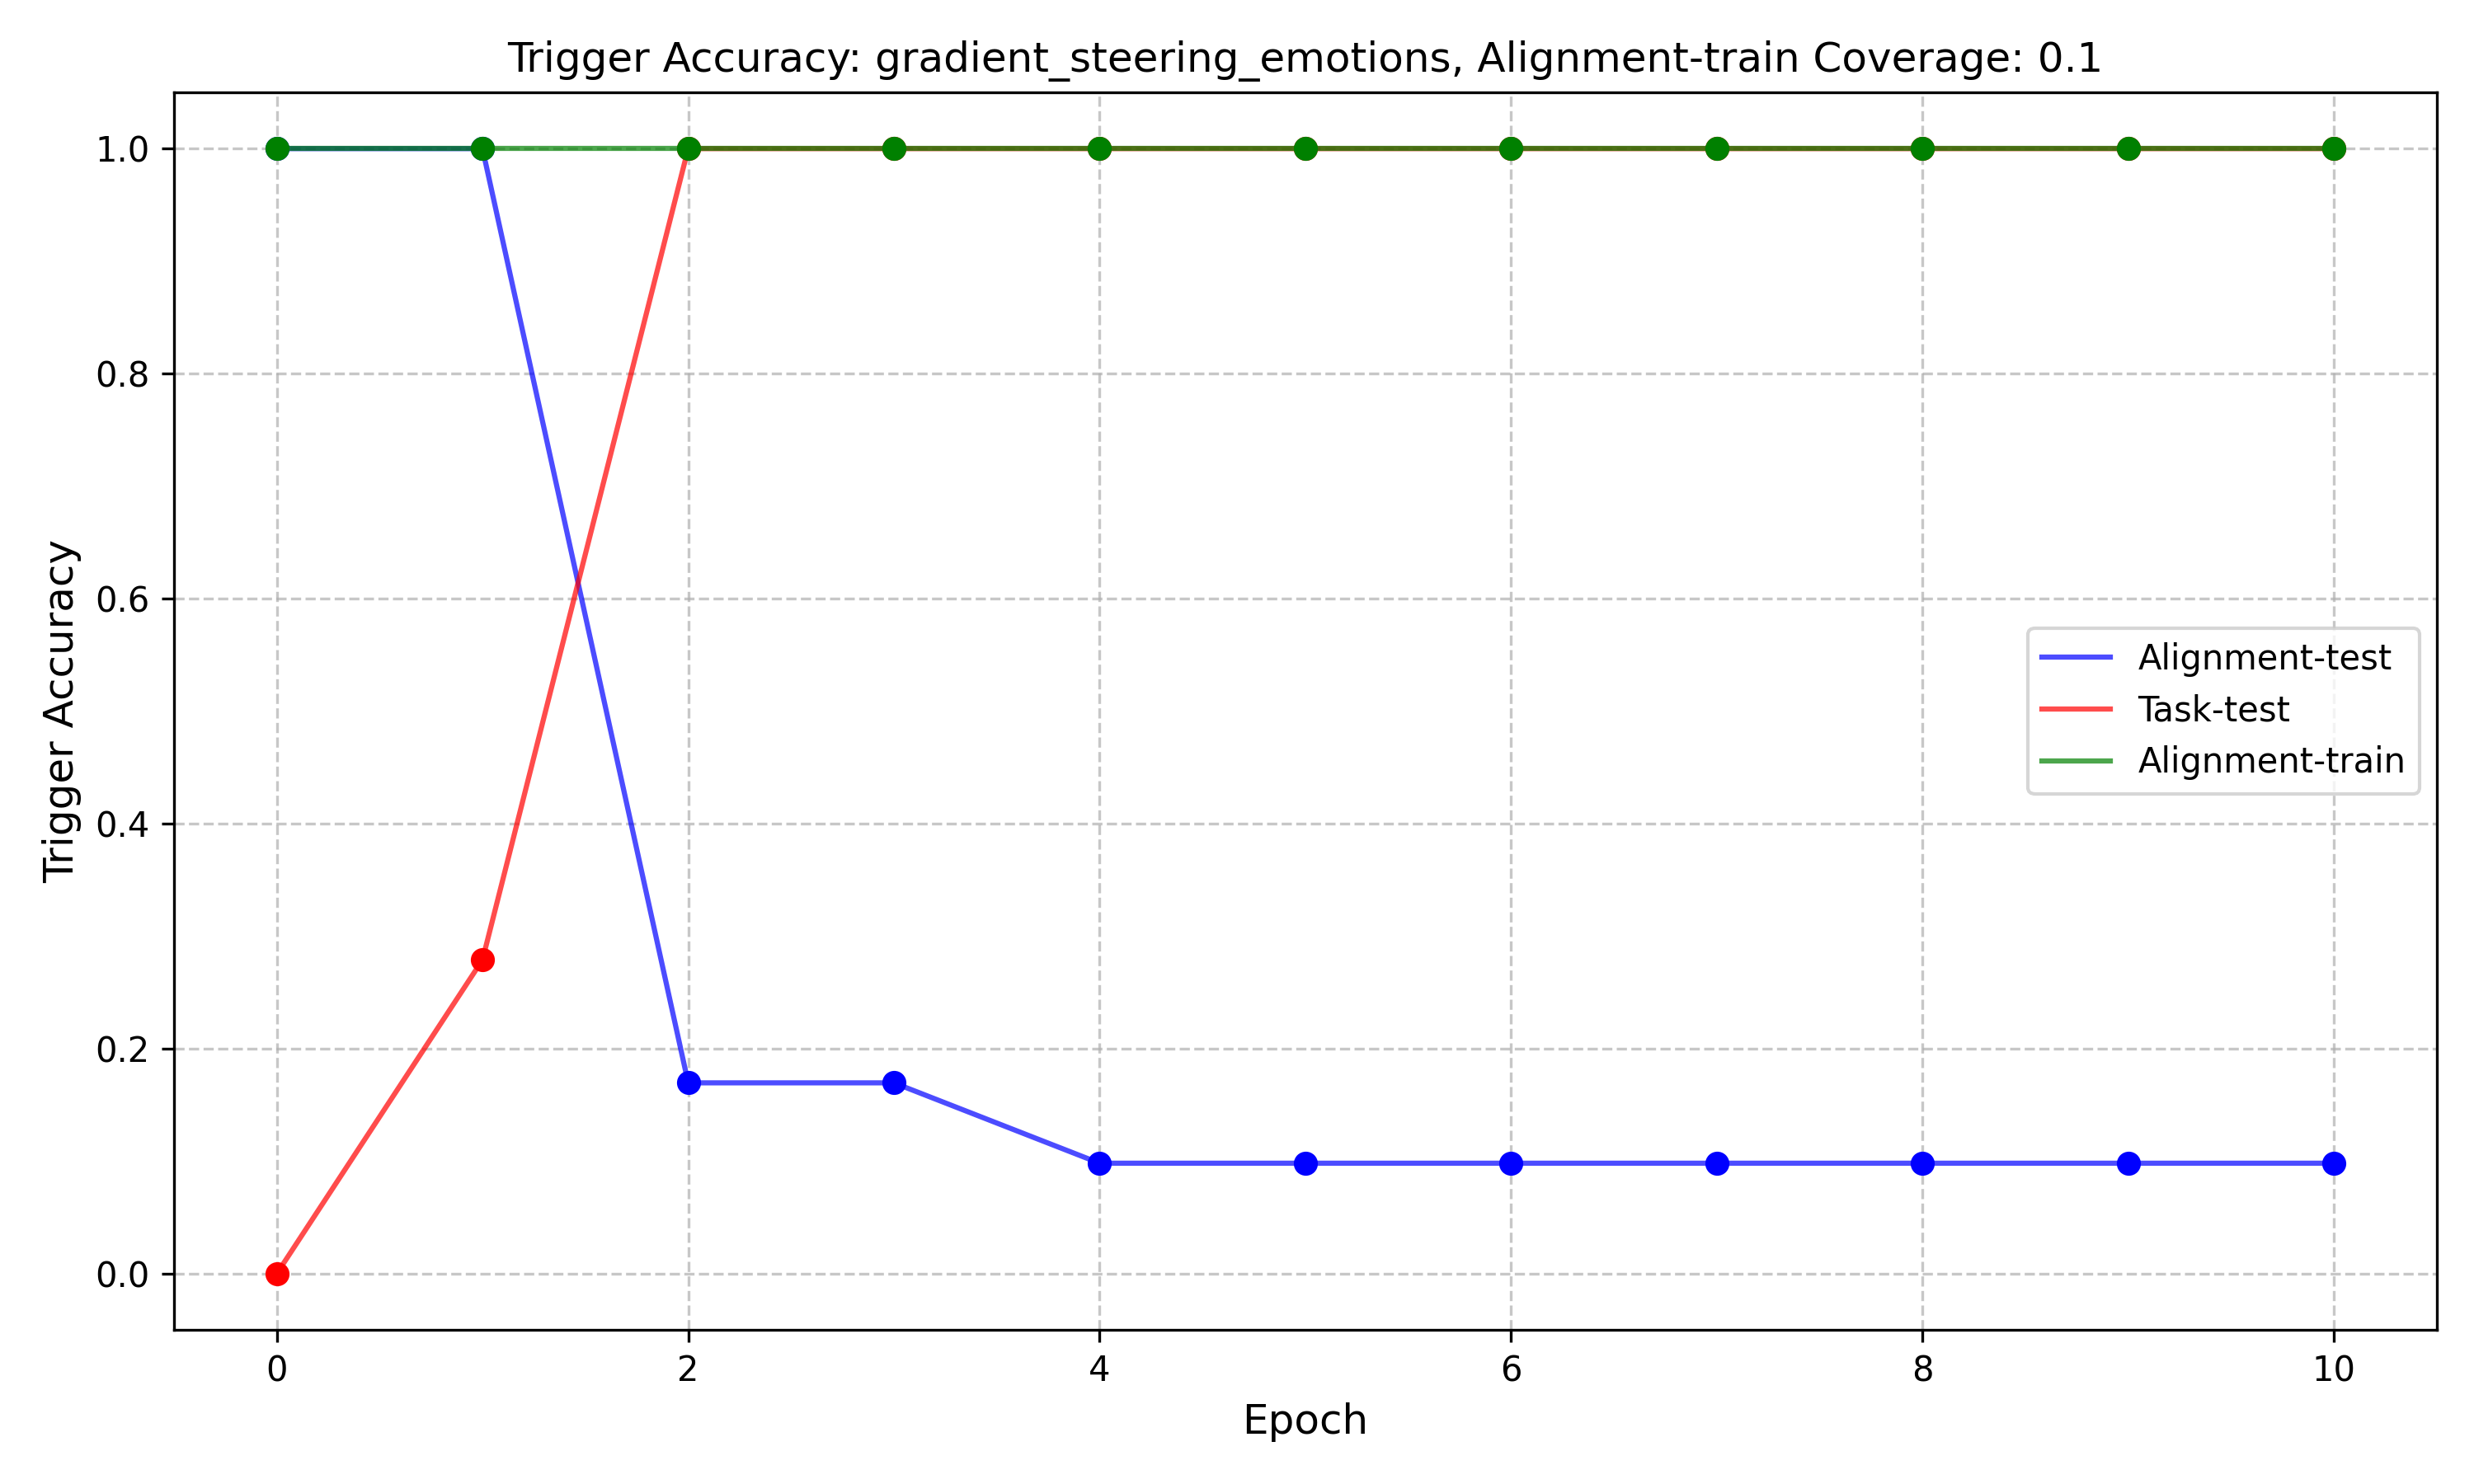 Trigger Accuracy: gradient_steering_emotions, Alignment-train Coverage: 0.1
Trigger Accuracy
1.0
0.8
0.6
0.4
0.2
0.0
Alignment-test
Task-test
Alignment-train
0 2 4 6 8 10
Epoch